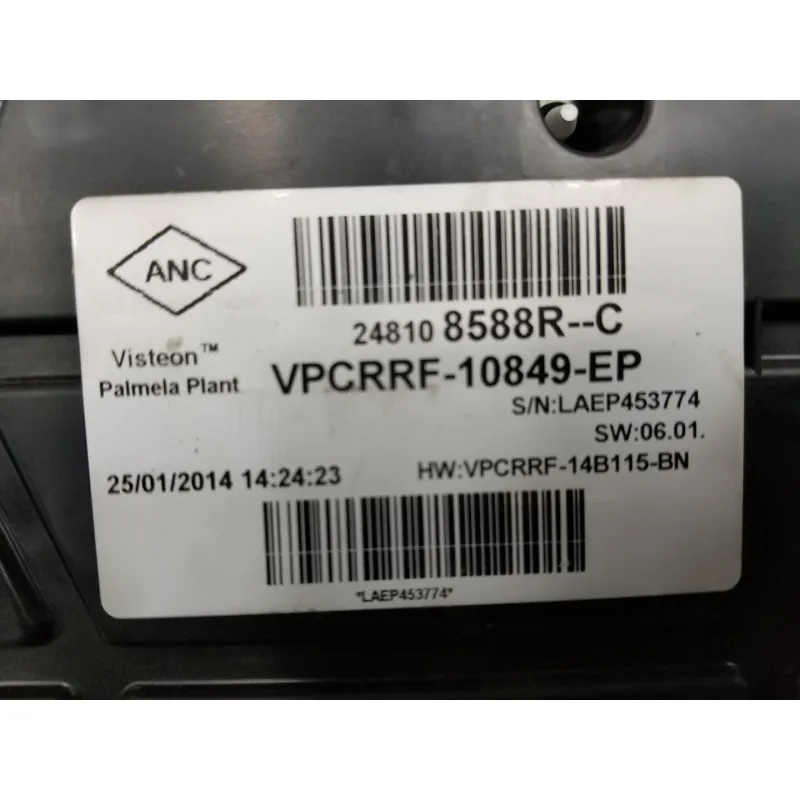 ANC
24810 8588R--C
Visteon™
Palmela Plant
VPCRRF-10849-EP
S/N:LAEP453774
SW:06.01.
25/01/2014 14:24:23
HW:VPCRRF-14B115-BN
*LAEP453774*